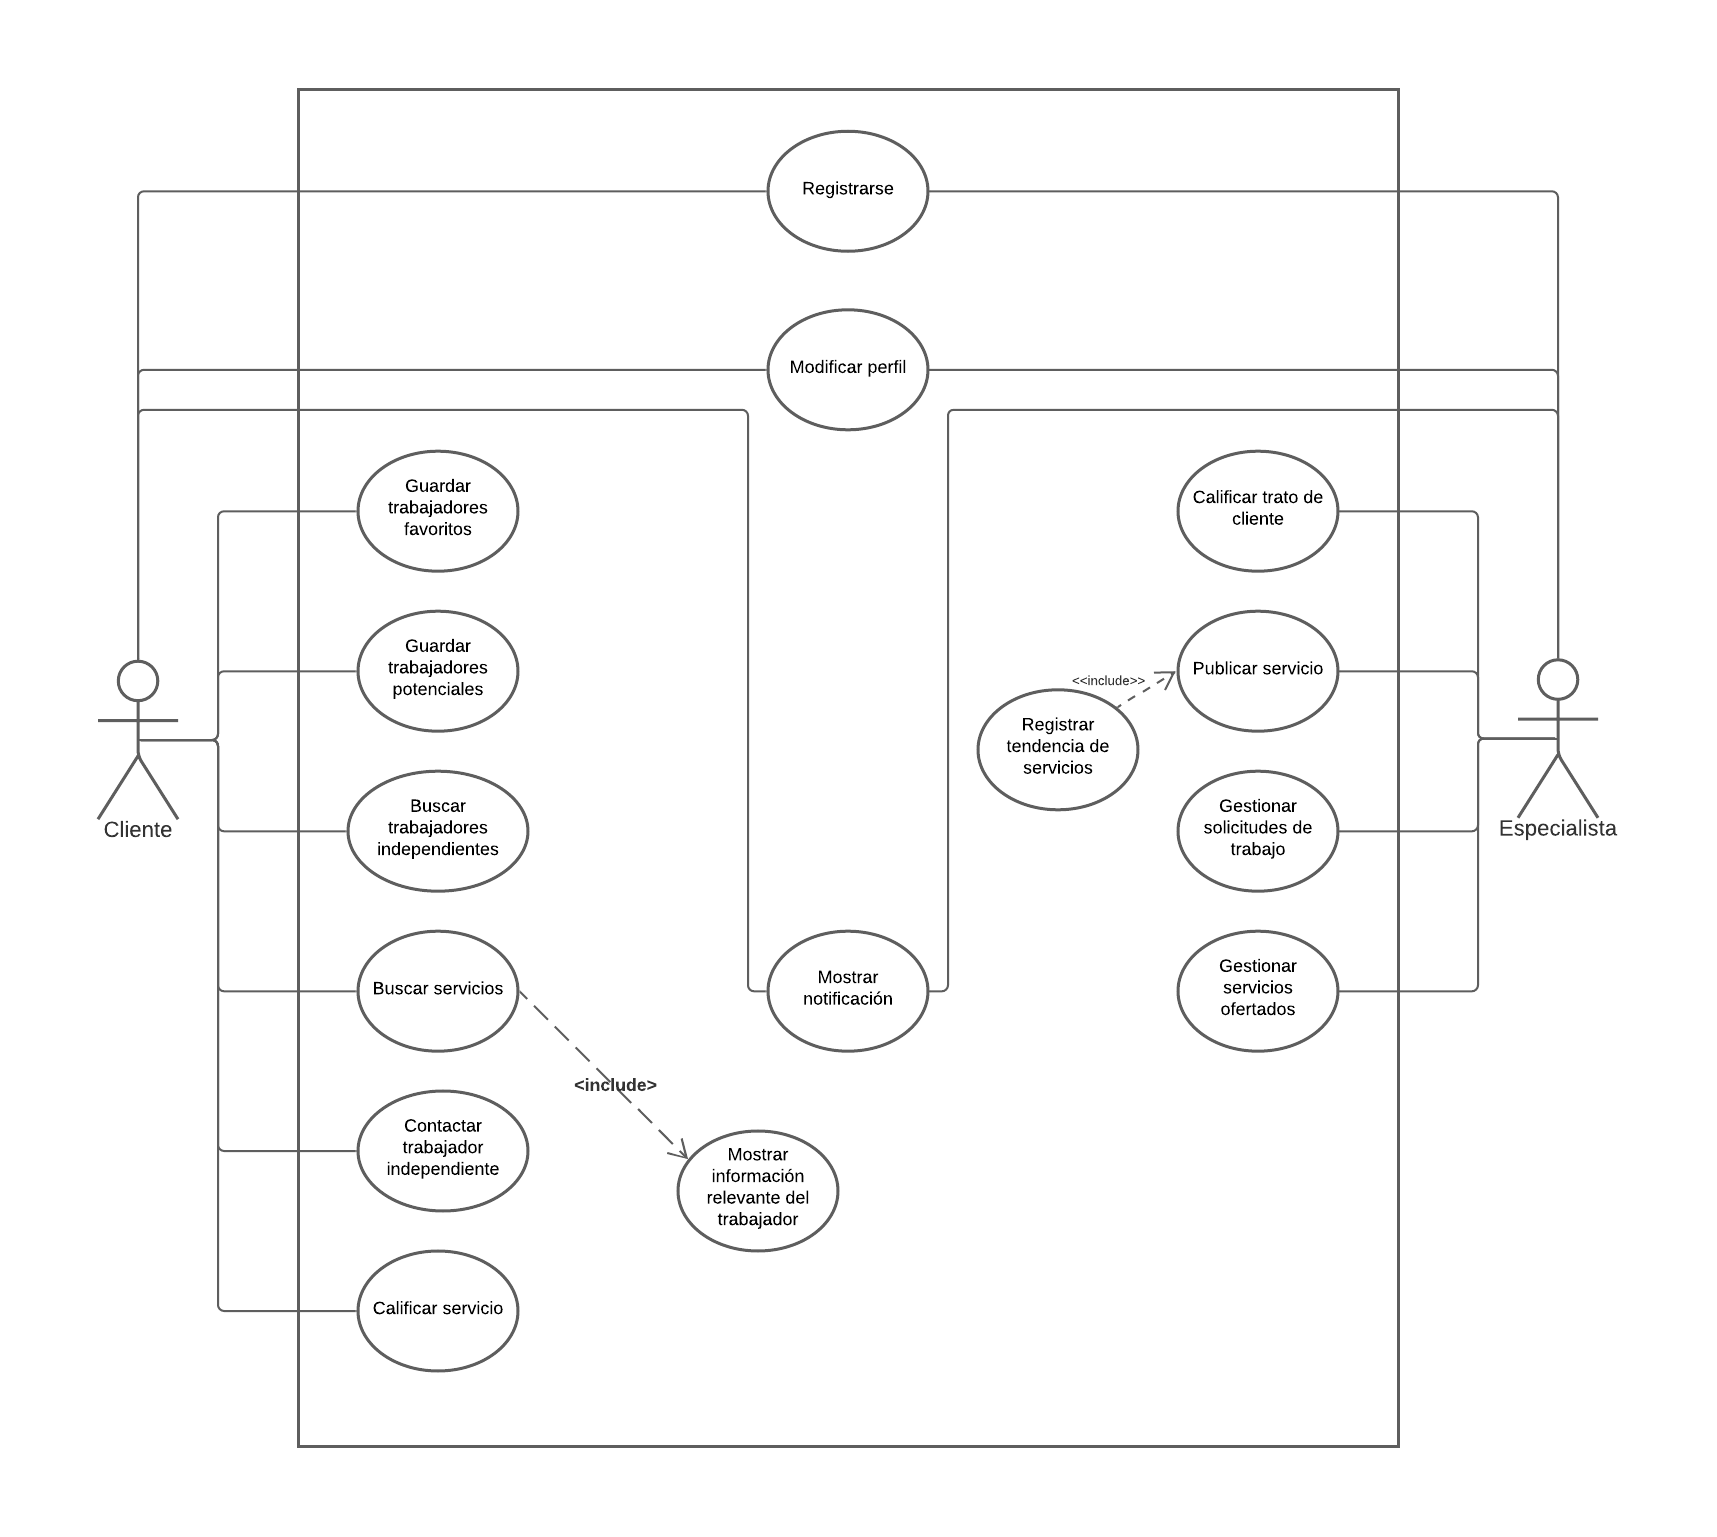 Registrarse
Modificar perfil
Guardar
trabajadores
favoritos
Calificar trato de
cliente
Guardar
trabajadores
potenciales
Publicar servicio
<<include>>
Registrar
tendencia de
servicios
Cliente
Especialista
Buscar
trabajadores
independientes
Gestionar
solicitudes de
trabajo
Buscar servicios
Mostrar
notificación
Gestionar
servicios
ofertados
<include>
Contactar
trabajador
independiente
Mostrar
información
relevante del
trabajador
Calificar servicio